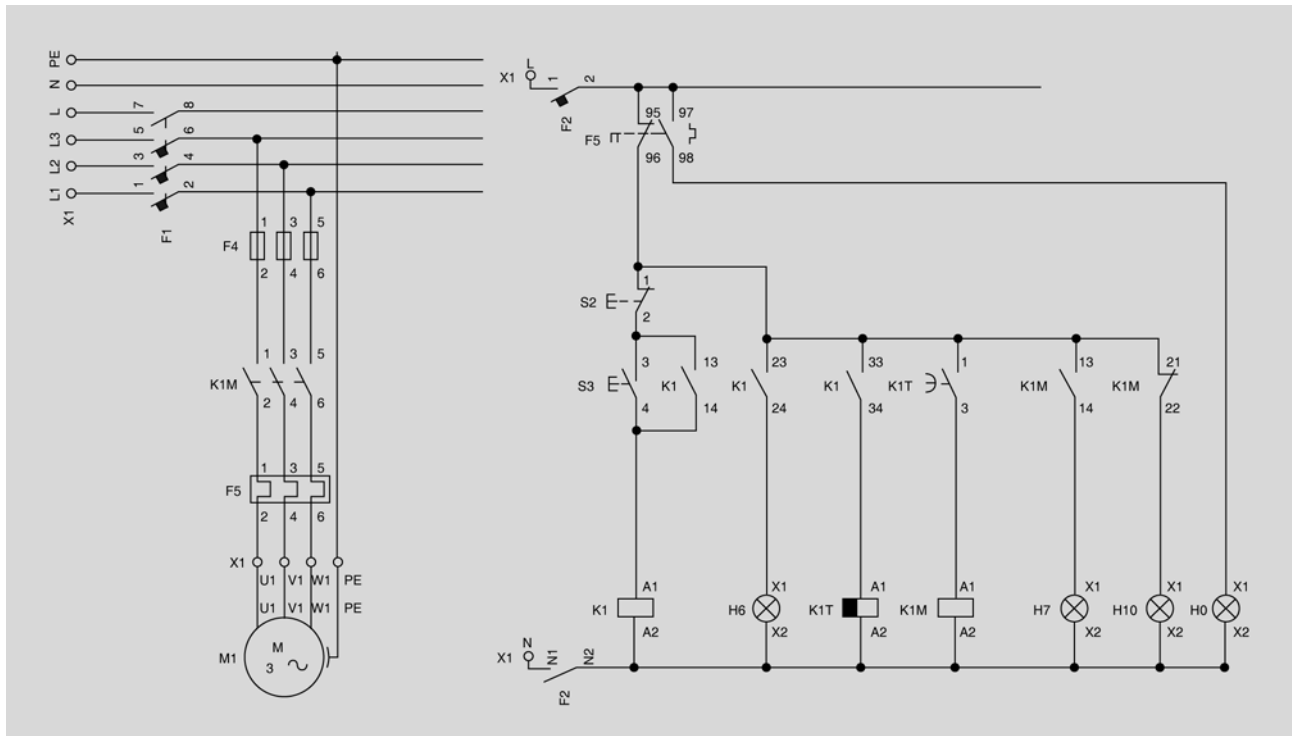 PE
N
L 7 8
L3 5 6
L2 3 4
L1 1 2
X1
F1
1 3 5
F4
2 4 6
1 3 5
K1M
2 4 6
1 3 5
F5
2 4 6
X1
U1 V1 W1 PE
U1 V1 W1 PE
M1
M
3
X1 L 1 2
F2
95 97
F5
96 98
1
S2
2
3 13 23 33 1 13 21
S3 K1 K1 K1 K1T K1M K1M
4 14 24 34 3 14 22
A1 X1 A1 A1 X1 X1 X1
K1 H6 K1T K1M H7 H10 H0
A2 X2 A2 A2 X2 X2 X2
X1 N N1 N2
F2